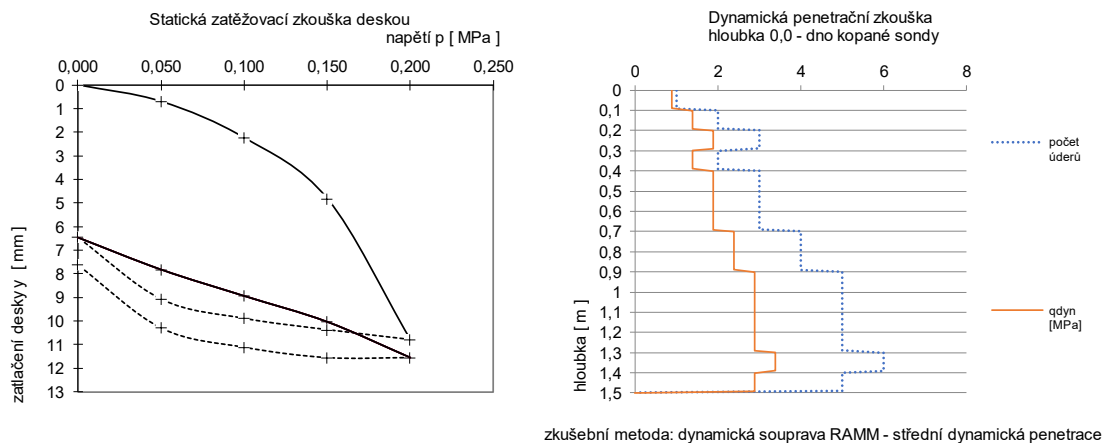 Statická zatěžovací zkouška deskou
napětí p [ MPa ]
0,000 0,050 0,100 0,150 0,200 0,250
0
1
2
3
4
5
6
7
8
9
10
11
12
13
zatlačení desky y [ mm ]
Dynamická penetrační zkouška
hloubka 0,0 - dno kopané sondy
0 2 4 6 8
0
0,1
0,2
0,3
0,4
0,5
0,6
0,7
0,8
0,9
1
1,1
1,2
1,3
1,4
1,5
hloubka [ m ]
počet
úderů
qdyn
[MPa]
zkušební metoda: dynamická souprava RAMM - střední dynamická penetrace